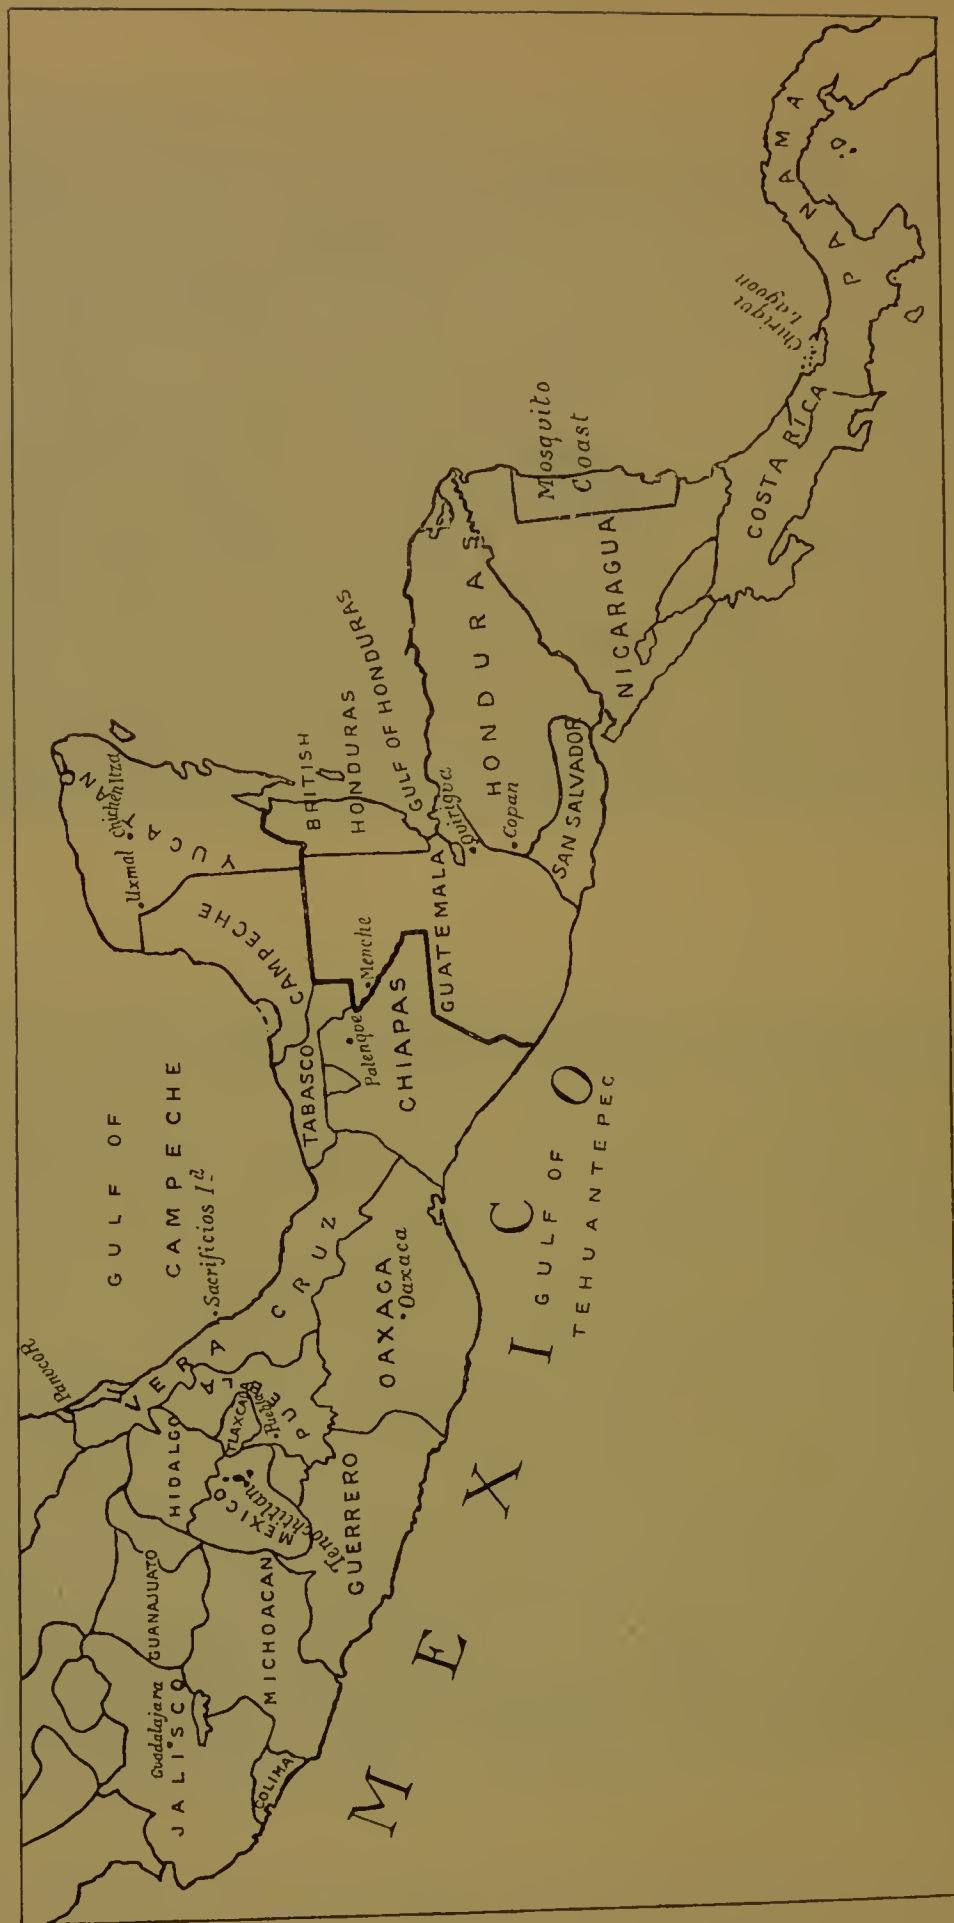 PanucoR.
GULF OF
CAMPECHE
Sacrificios Iᵈ
YUCATAN
Uxmal
Chichen Itza
CAMPECHE
BRITISH
HONDURAS
GULF OF HONDURAS
JALISCO
Guadalajara
GUANAJUATO
HIDALGO
VERA CRUZ
TLAXCALA
PUEBLA
Puebla
MEXICO
Tenochtitlan
MICHOACAN
COLIMA
GUERRERO
OAXACA
Oaxaca
TABASCO
Palenque
Menche
CHIAPAS
GUATEMALA
Quirigua
Copan
HONDURAS
SAN SALVADOR
Mosquito
Coast
NICARAGUA
COSTA RICA
Chiriqui
Lagoon
PANAMA
MEXICO
GULF OF
TEHUANTEPEC